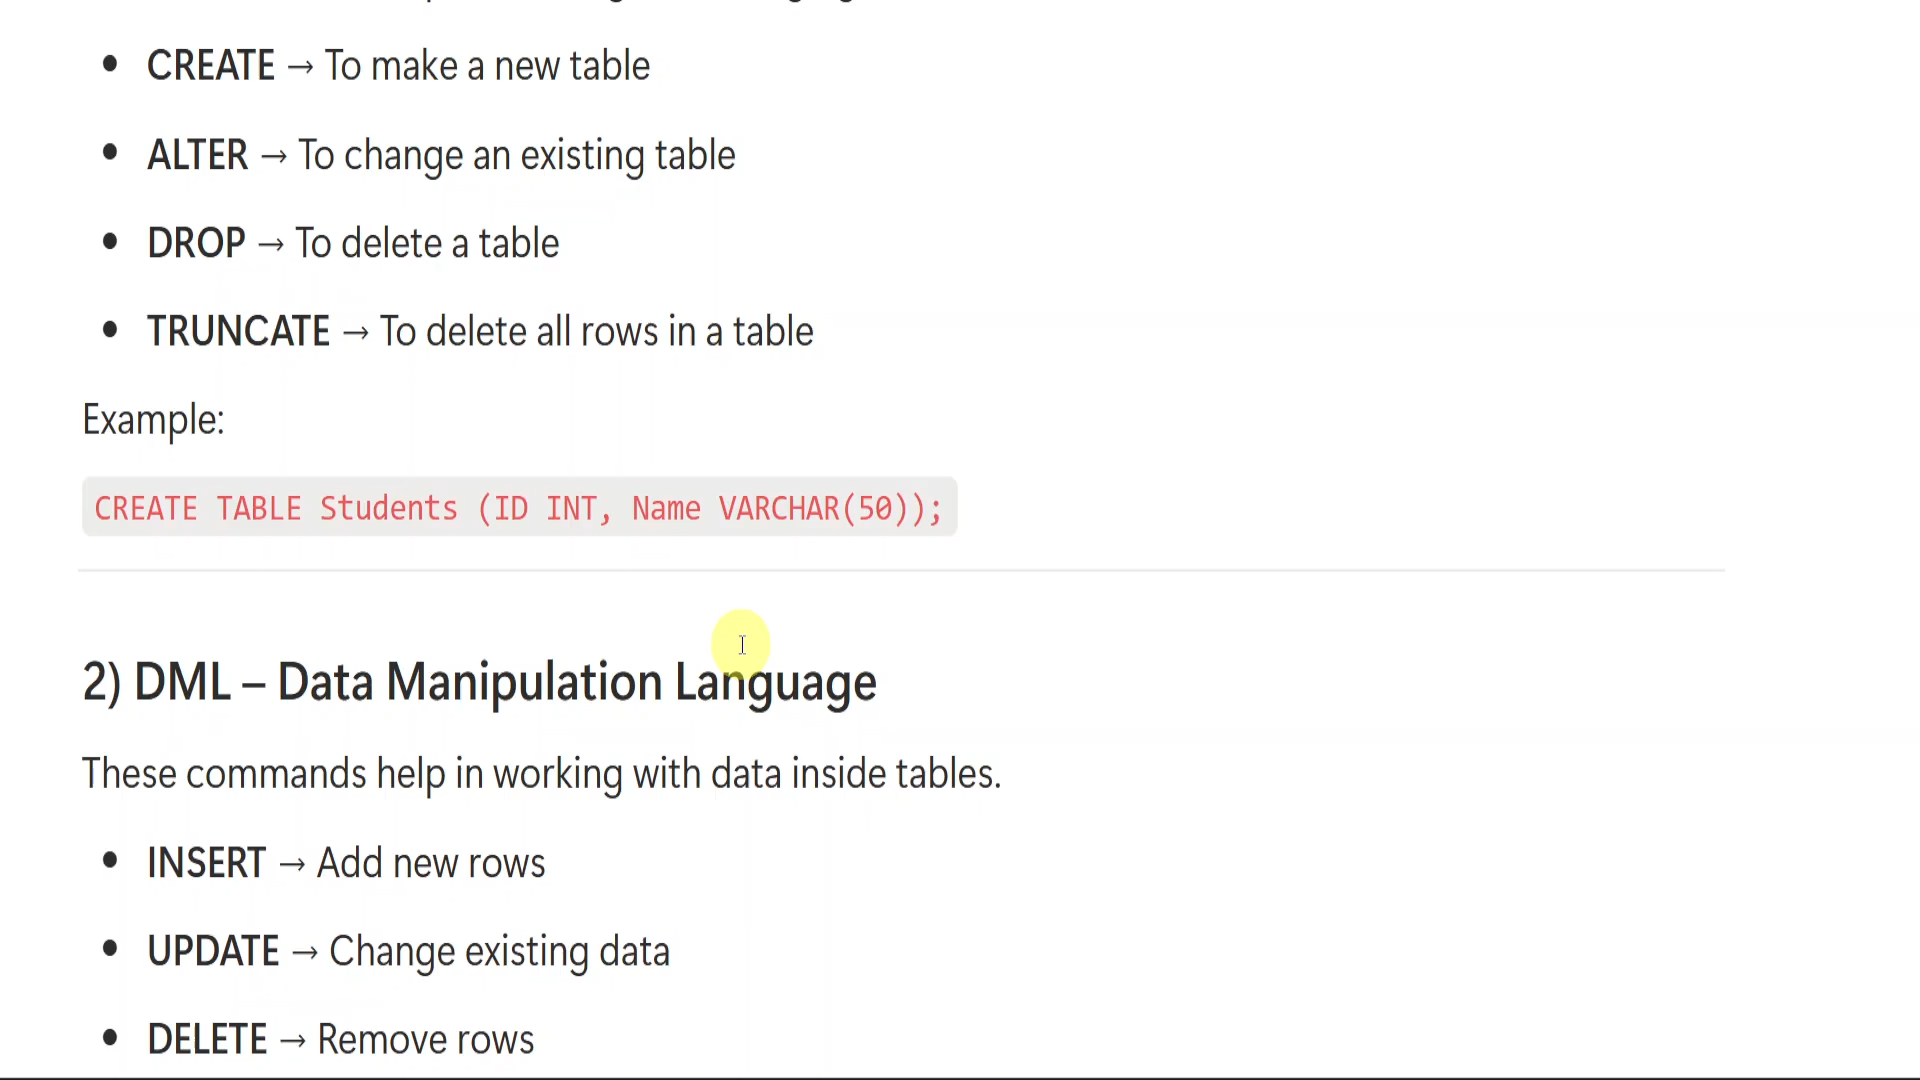 • CREATE → To make a new table
• ALTER → To change an existing table
• DROP → To delete a table
• TRUNCATE → To delete all rows in a table
Example:
CREATE TABLE Students (ID INT, Name VARCHAR(50));
2) DML – Data Manipulation Language
These commands help in working with data inside tables.
• INSERT → Add new rows
• UPDATE → Change existing data
• DELETE → Remove rows